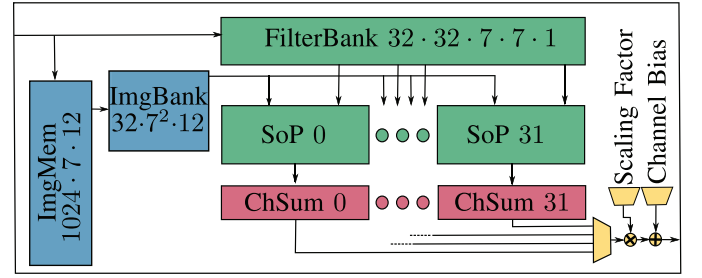 FilterBank 32 · 32 · 7 · 7 · 1
ImgMem
1024 · 7 · 12
ImgBank
32·7²·12
SoP 0
SoP 31
ChSum 0
ChSum 31
Scaling Factor
Channel Bias